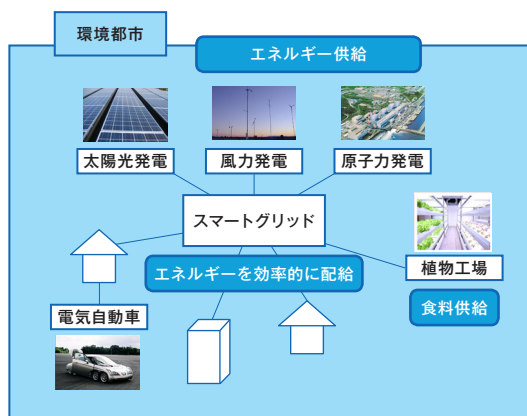 環境都市
エネルギー供給
太陽光発電
風力発電
原子力発電
スマートグリッド
エネルギーを効率的に配給
植物工場
電気自動車
食料供給